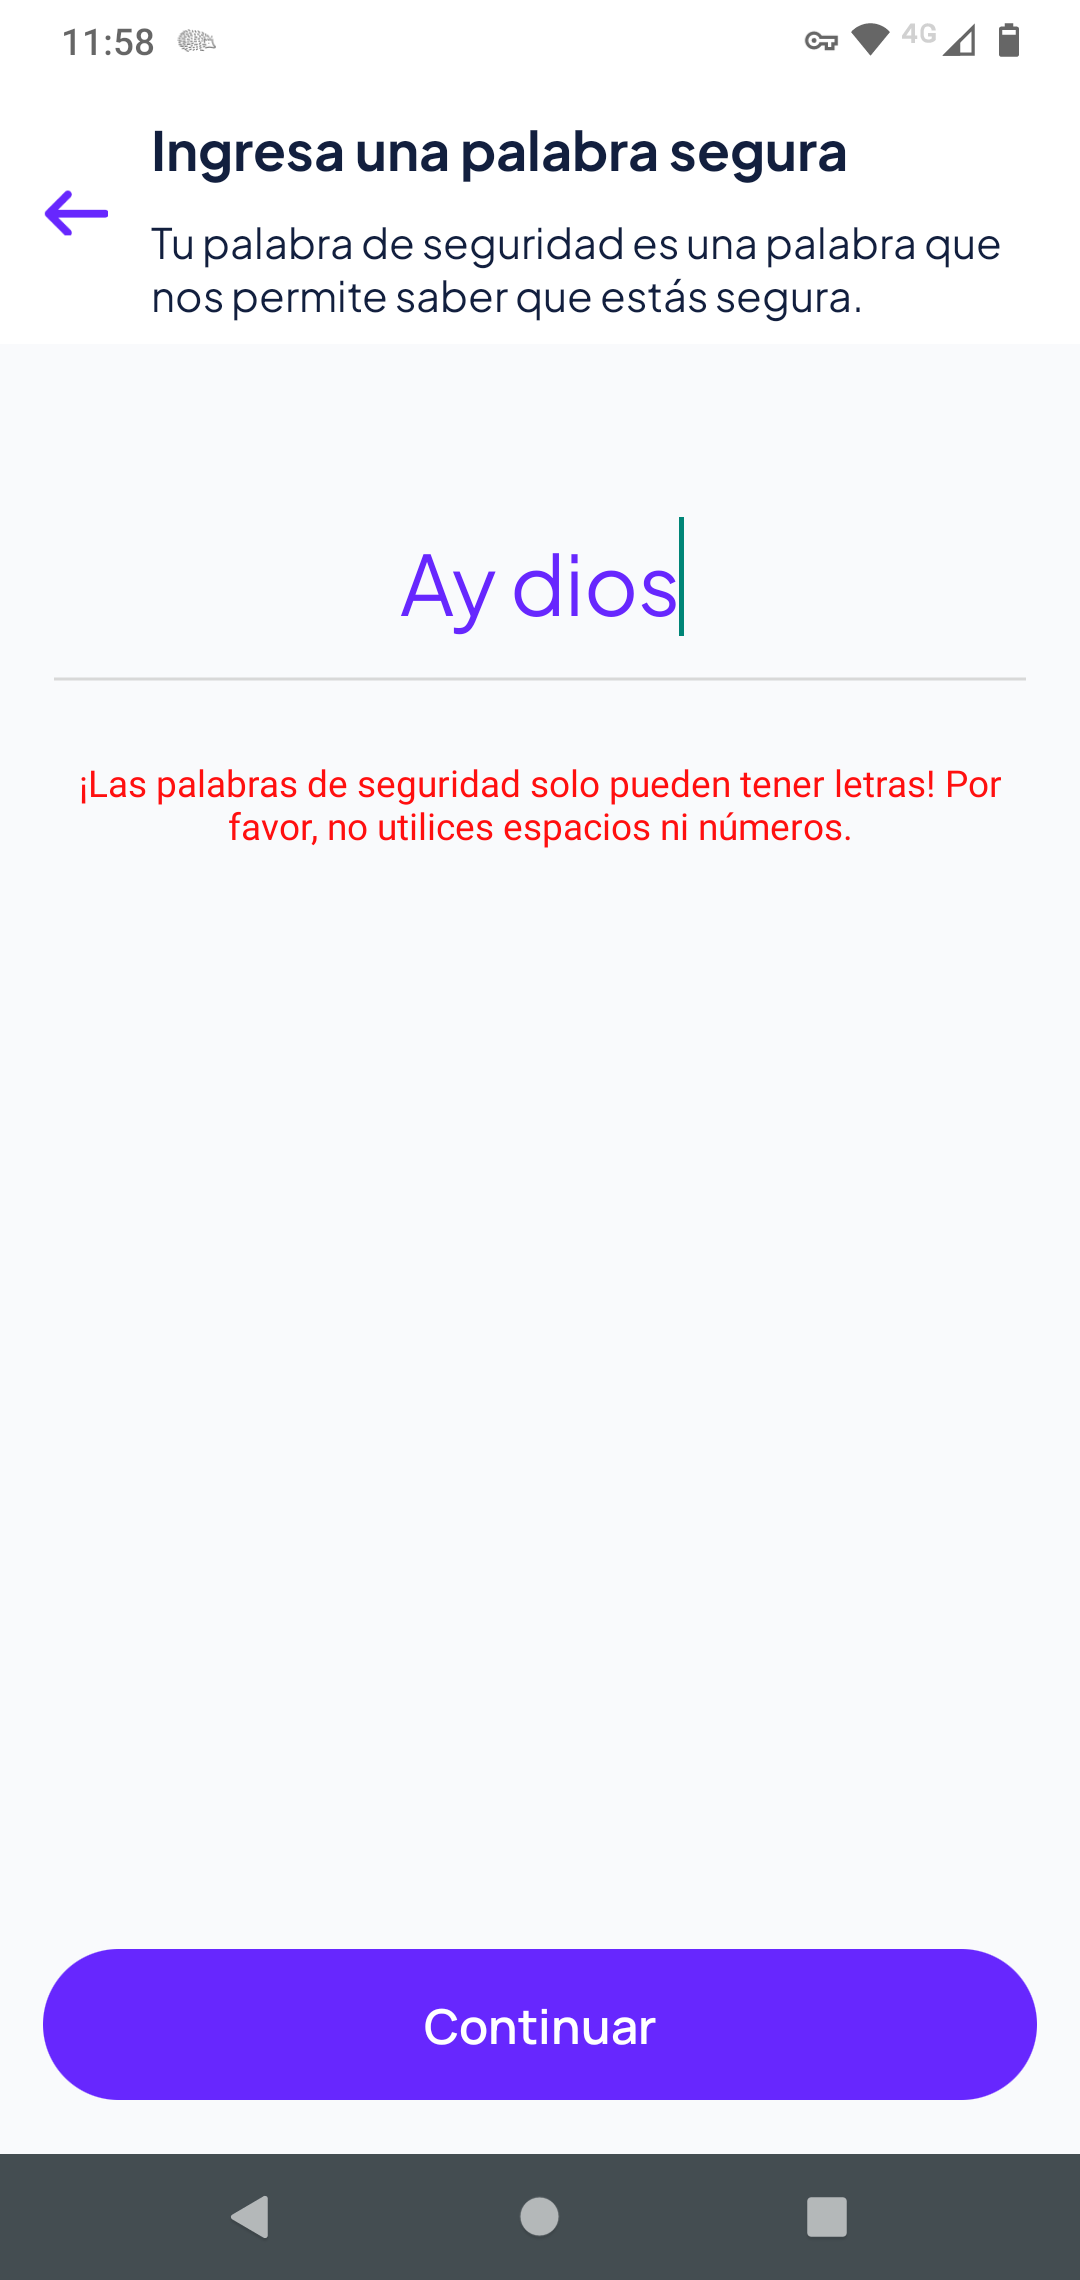 11:58
4G
Ingresa una palabra segura
Tu palabra de seguridad es una palabra que
nos permite saber que estás segura.
Ay dios
¡Las palabras de seguridad solo pueden tener letras! Por
favor, no utilices espacios ni números.
Continuar